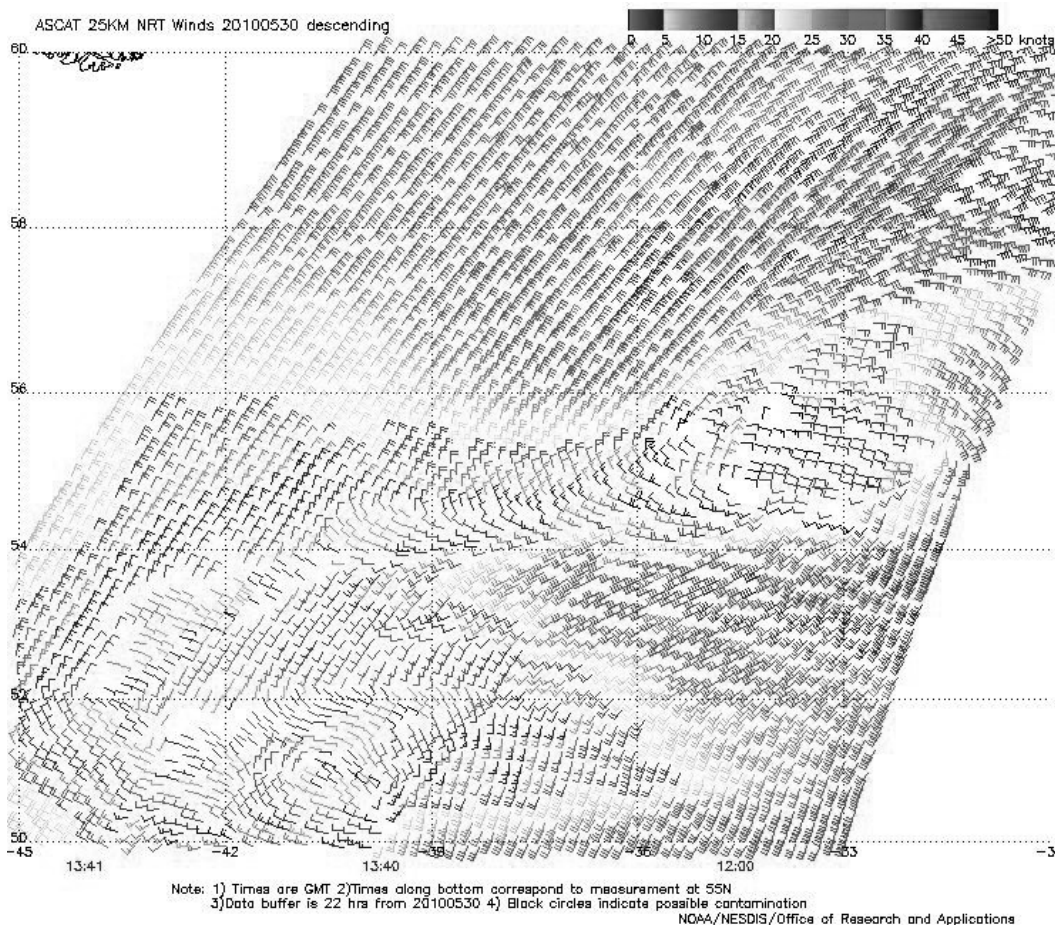 ASCAT 25KM NRT Winds 20100530 descending
0 5 10 15 20 25 30 35 40 45 >50 knots
60
58
56
54
52
50
-45 -42 -39 -36 -33 -3
13:41 13:40 12:00
Note: 1) Times are GMT 2)Times along bottom correspond to measurement at 55N
3)Data buffer is 22 hrs from 20100530 4) Black circles indicate possible contamination
NOAA/NESDIS/Office of Research and Applications